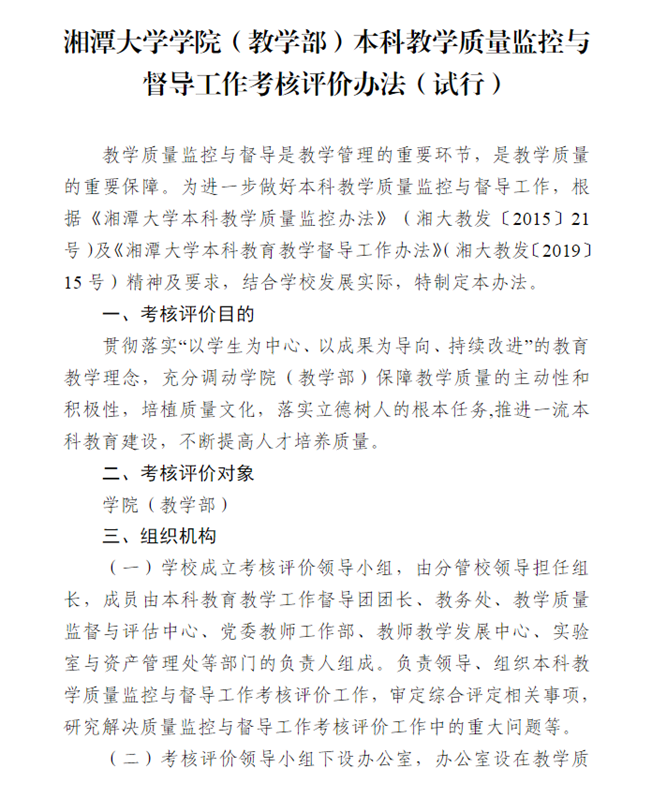 湘潭大学学院（教学部）本科教学质量监控与
督导工作考核评价办法（试行）
教学质量监控与督导是教学管理的重要环节，是教学质量
的重要保障。为进一步做好本科教学质量监控与督导工作，根
据《湘潭大学本科教学质量监控办法》（湘大教发〔2015〕21
号）及《湘潭大学本科教育教学督导工作办法》（湘大教发〔2019〕
15 号）精神及要求，结合学校发展实际，特制定本办法。
一、考核评价目的
贯彻落实“以学生为中心、以成果为导向、持续改进”的教育
教学理念，充分调动学院（教学部）保障教学质量的主动性和
积极性，培植质量文化，落实立德树人的根本任务,推进一流本
科教育建设，不断提高人才培养质量。
二、考核评价对象
学院（教学部）
三、组织机构
（一）学校成立考核评价领导小组，由分管校领导担任组
长，成员由本科教育教学工作督导团团长、教务处、教学质量
监督与评估中心、党委教师工作部、教师教学发展中心、实验
室与资产管理处等部门的负责人组成。负责领导、组织本科教
学质量监控与督导工作考核评价工作，审定综合评定相关事项，
研究解决质量监控与督导工作考核评价工作中的重大问题等。
（二）考核评价领导小组下设办公室，办公室设在教学质